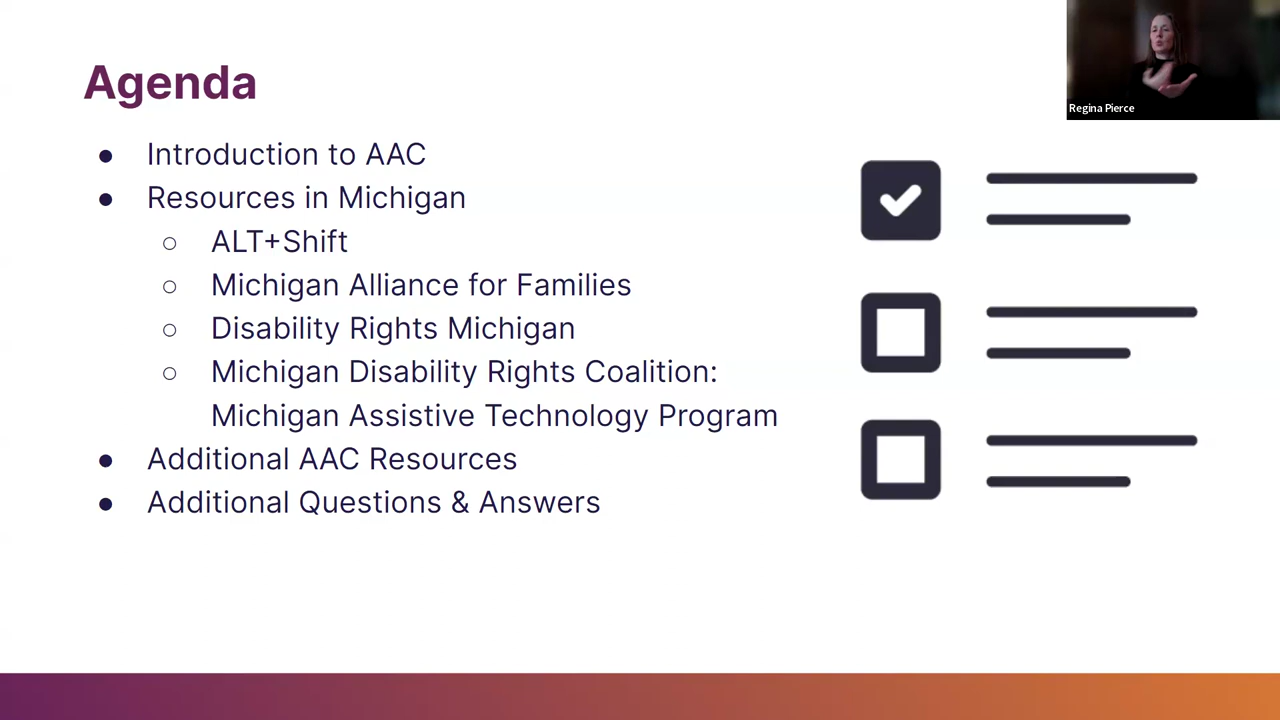 Agenda
Regina Pierce
● Introduction to AAC
● Resources in Michigan
○ ALT+Shift
○ Michigan Alliance for Families
○ Disability Rights Michigan
○ Michigan Disability Rights Coalition:
Michigan Assistive Technology Program
● Additional AAC Resources
● Additional Questions & Answers